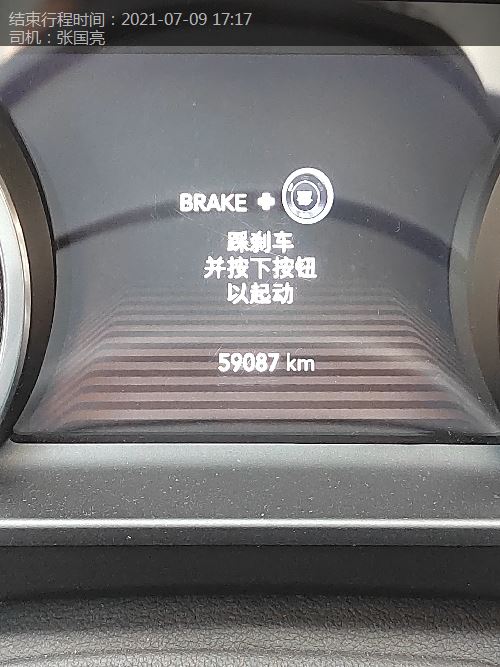 结束行程时间：2021-07-09 17:17
司机：张国亮
BRAKE +
踩刹车
并按下按钮
以起动
59087 km